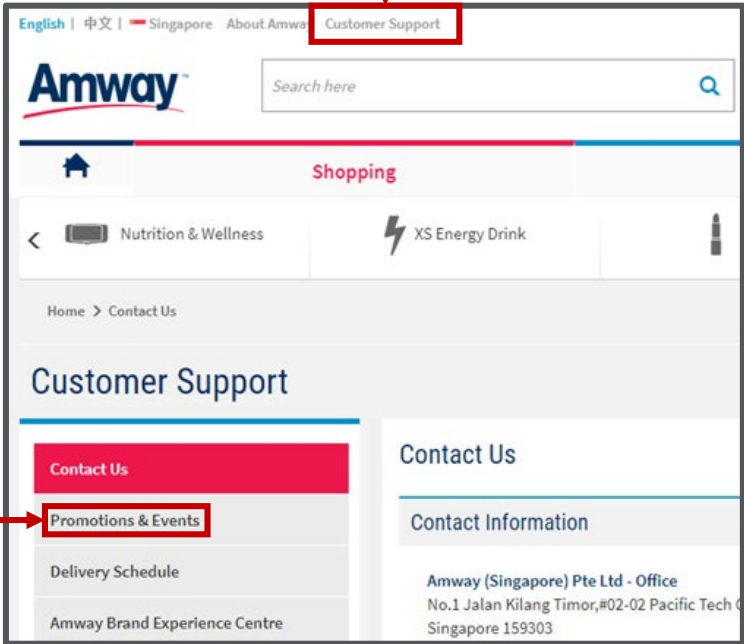 English | 中文 | Singapore About Amway Customer Support
Amway™
Search here
Shopping
Nutrition & Wellness
XS Energy Drink
Home > Contact Us
Customer Support
Contact Us
Promotions & Events
Delivery Schedule
Amway Brand Experience Centre
Contact Us
Contact Information
Amway (Singapore) Pte Ltd - Office
No.1 Jalan Kilang Timor,#02-02 Pacific Tech
Singapore 159303